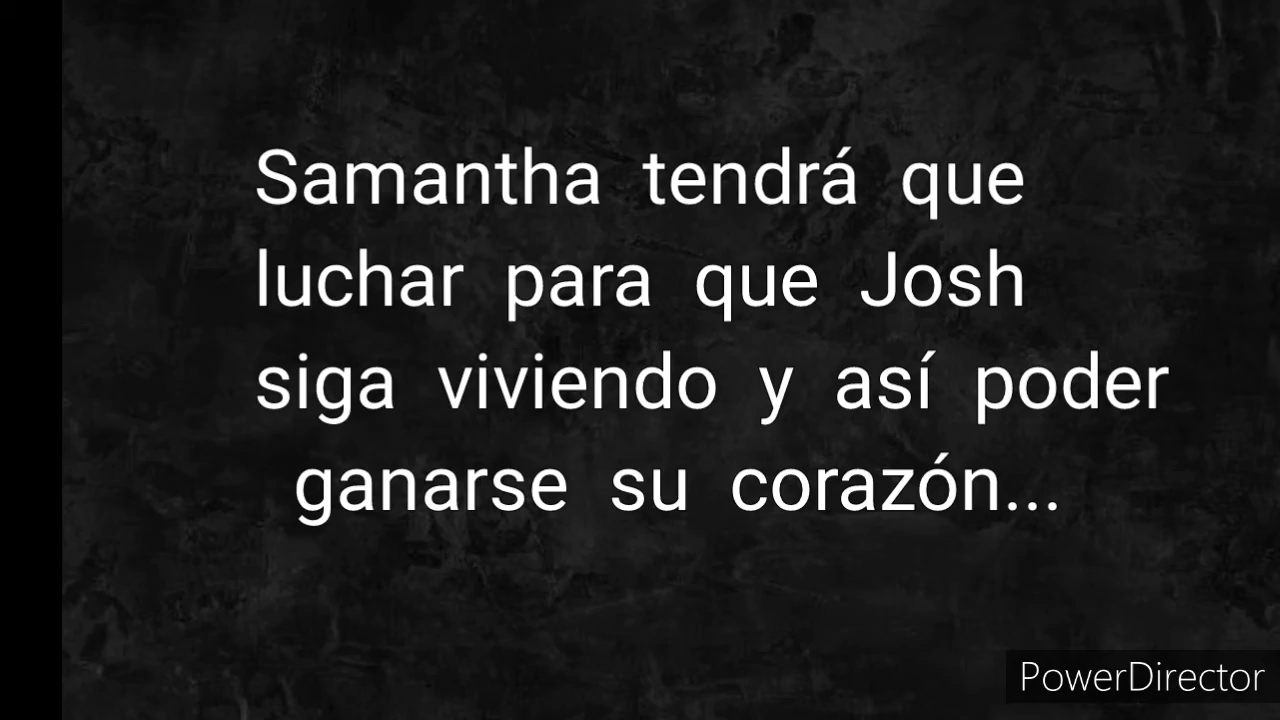 Samantha tendrá que
luchar para que Josh
siga viviendo y así poder
ganarse su corazón...
PowerDirector